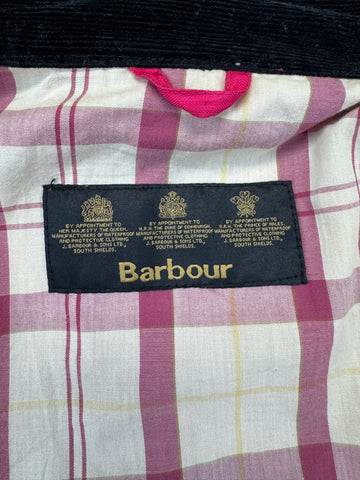 BY APPOINTMENT TO
HER MAJESTY THE QUEEN.
MANUFACTURERS OF WATERPROOF
AND PROTECTIVE CLOTHING
J. BARBOUR & SONS LTD.,
SOUTH SHIELDS.
BY APPOINTMENT TO
H.R.H. THE DUKE OF EDINBURGH.
MANUFACTURERS OF WATERPROOF
AND PROTECTIVE CLOTHING
J. BARBOUR & SONS LTD.,
SOUTH SHIELDS.
BY APPOINTMENT TO
H.R.H. THE PRINCE OF WALES.
MANUFACTURERS OF WATERPROOF
AND PROTECTIVE CLOTHING
J. BARBOUR & SONS LTD.,
SOUTH SHIELDS.
Barbour